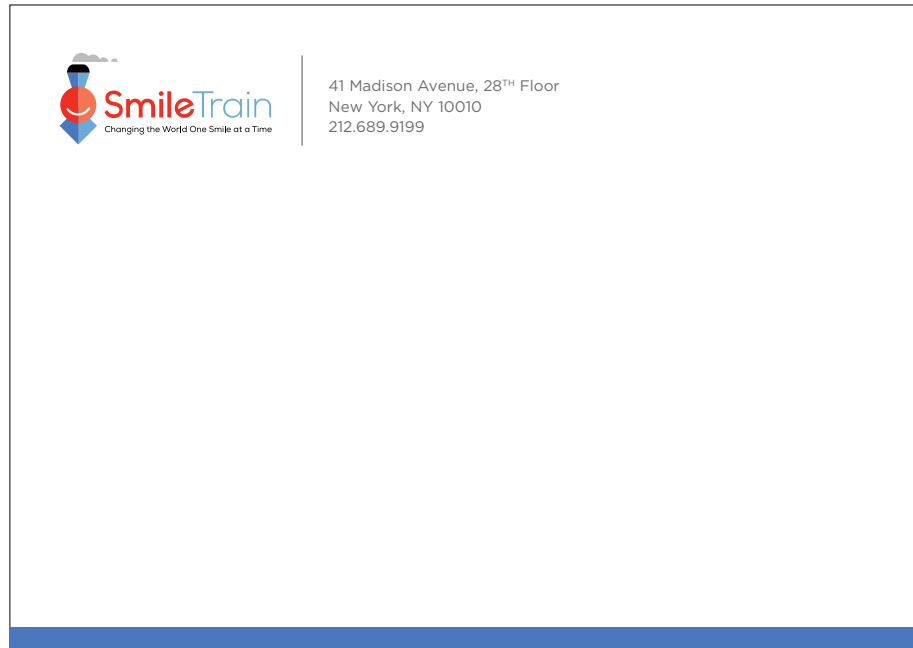 SmileTrain
Changing the World One Smile at a Time
41 Madison Avenue, 28TH Floor
New York, NY 10010
212.689.9199